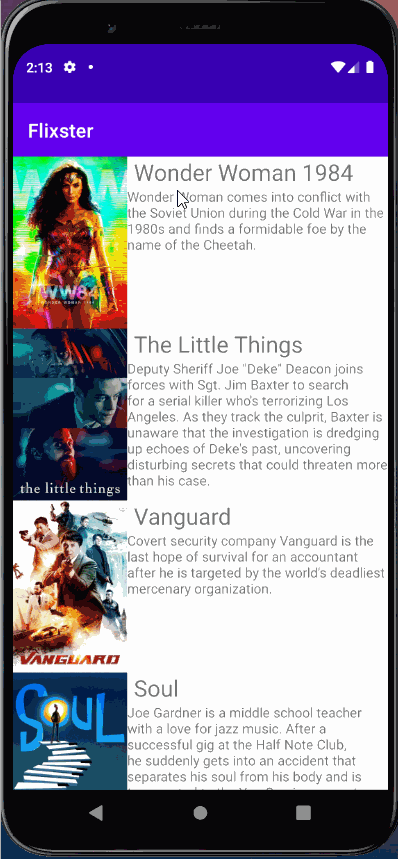 2:13
Flixster
Wonder Woman 1984
Wonder Woman comes into conflict with
the Soviet Union during the Cold War in the
1980s and finds a formidable foe by the
name of the Cheetah.
WW84
WONDER WOMAN 1984
The Little Things
Deputy Sheriff Joe "Deke" Deacon joins
forces with Sgt. Jim Baxter to search
for a serial killer who's terrorizing Los
Angeles. As they track the culprit, Baxter is
unaware that the investigation is dredging
up echoes of Deke's past, uncovering
disturbing secrets that could threaten more
than his case.
the little things
Vanguard
Covert security company Vanguard is the
last hope of survival for an accountant
after he is targeted by the world's deadliest
mercenary organization.
VANGUARD
Soul
Joe Gardner is a middle school teacher
with a love for jazz music. After a
successful gig at the Half Note Club,
he suddenly gets into an accident that
separates his soul from his body and is
SOUL